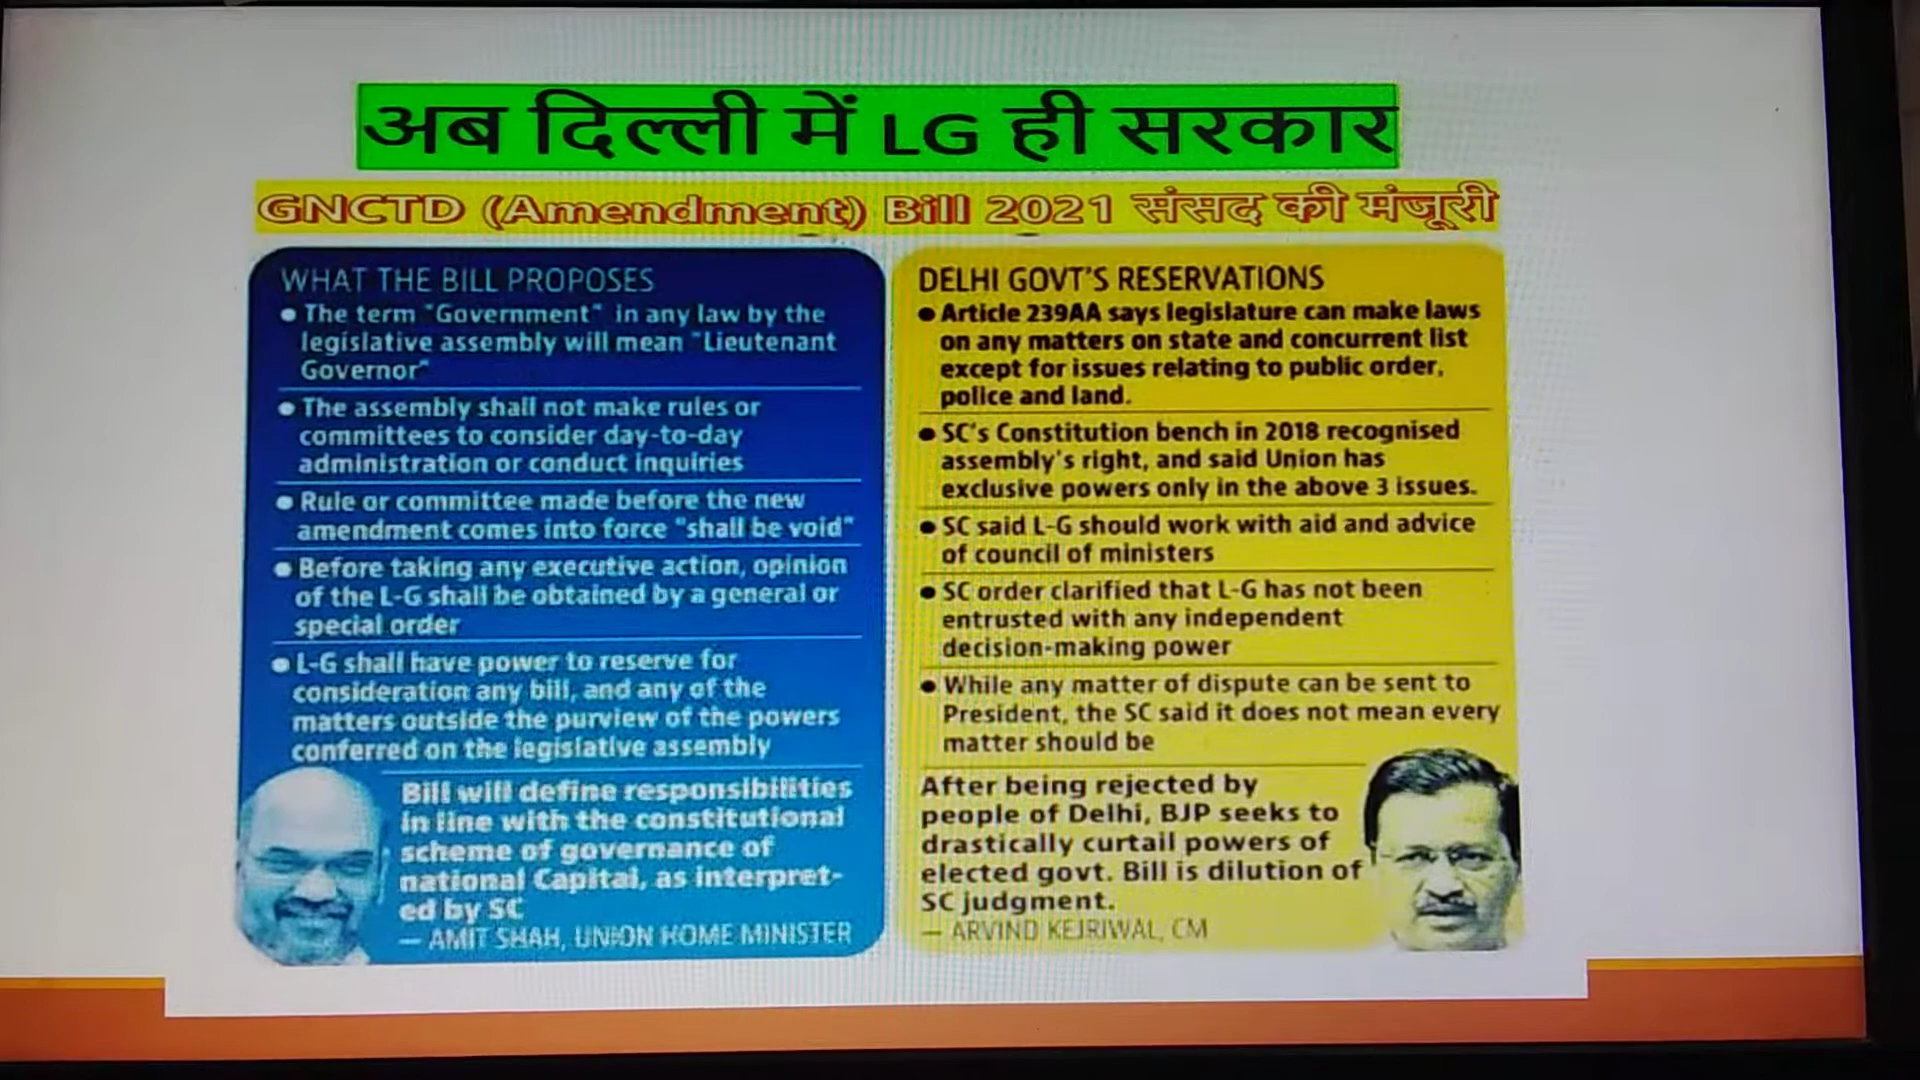 अब दिल्ली में LG ही सरकार
GNCTD (Amendment) Bill 2021 संसद की मंजूरी
WHAT THE BILL PROPOSES
• The term "Government" in any law by the
legislative assembly will mean "Lieutenant
Governor"
• The assembly shall not make rules or
committees to consider day-to-day
administration or conduct inquiries
• Rule or committee made before the new
amendment comes into force "shall be void"
• Before taking any executive action, opinion
of the L-G shall be obtained by a general or
special order
• L-G shall have power to reserve for
consideration any bill, and any of the
matters outside the purview of the powers
conferred on the legislative assembly
Bill will define responsibilities
in line with the constitutional
scheme of governance of
national Capital, as interpret-
ed by SC
— AMIT SHAH, UNION HOME MINISTER
DELHI GOVT'S RESERVATIONS
• Article 239AA says legislature can make laws
on any matters on state and concurrent list
except for issues relating to public order,
police and land.
• SC's Constitution bench in 2018 recognised
assembly's right, and said Union has
exclusive powers only in the above 3 issues.
• SC said L-G should work with aid and advice
of council of ministers
• SC order clarified that L-G has not been
entrusted with any independent
decision-making power
• While any matter of dispute can be sent to
President, the SC said it does not mean every
matter should be
After being rejected by
people of Delhi, BJP seeks to
drastically curtail powers of
elected govt. Bill is dilution of
SC judgment.
— ARVIND KEJRIWAL, CM